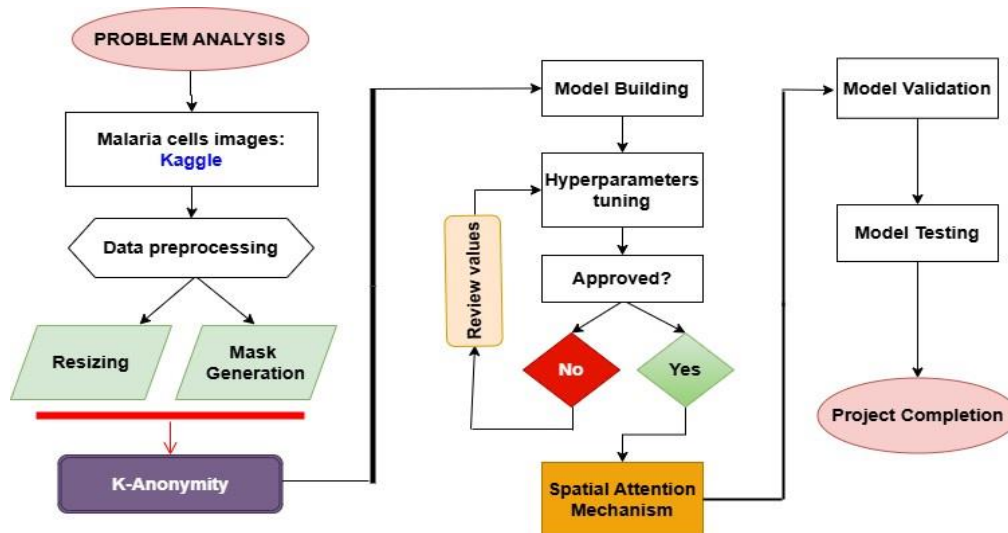 PROBLEM ANALYSIS
Malaria cells images:
Kaggle
Data preprocessing
Resizing
Mask
Generation
K-Anonymity
Model Building
Hyperparameters
tuning
Review values
Approved?
No
Yes
Spatial Attention
Mechanism
Model Validation
Model Testing
Project Completion